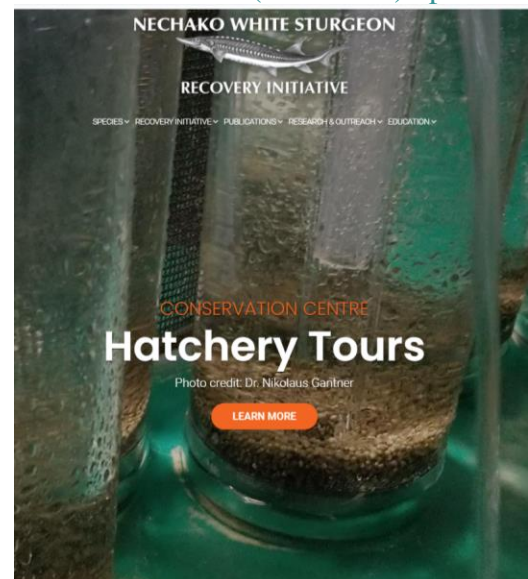 NECHAKO WHITE STURGEON
RECOVERY INITIATIVE
SPECIES RECOVERY INITIATIVE PUBLICATIONS RESEARCH & OUTREACH EDUCATION
CONSERVATION CENTRE
Hatchery Tours
Photo credit: Dr. Nikolaus Gantner
LEARN MORE